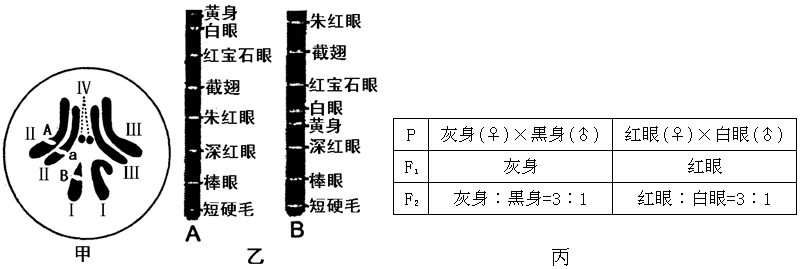 IV
II A III
II a III
B
I I
甲
黄身
白眼
红宝石眼
截翅
朱红眼
深红眼
棒眼
短硬毛
A
朱红眼
截翅
红宝石眼
白眼
黄身
深红眼
棒眼
短硬毛
B
乙
P 灰身(♀)×黑身(♂) 红眼(♀)×白眼(♂)
F₁ 灰身 红眼
F₂ 灰身：黑身=3：1 红眼：白眼=3：1
丙